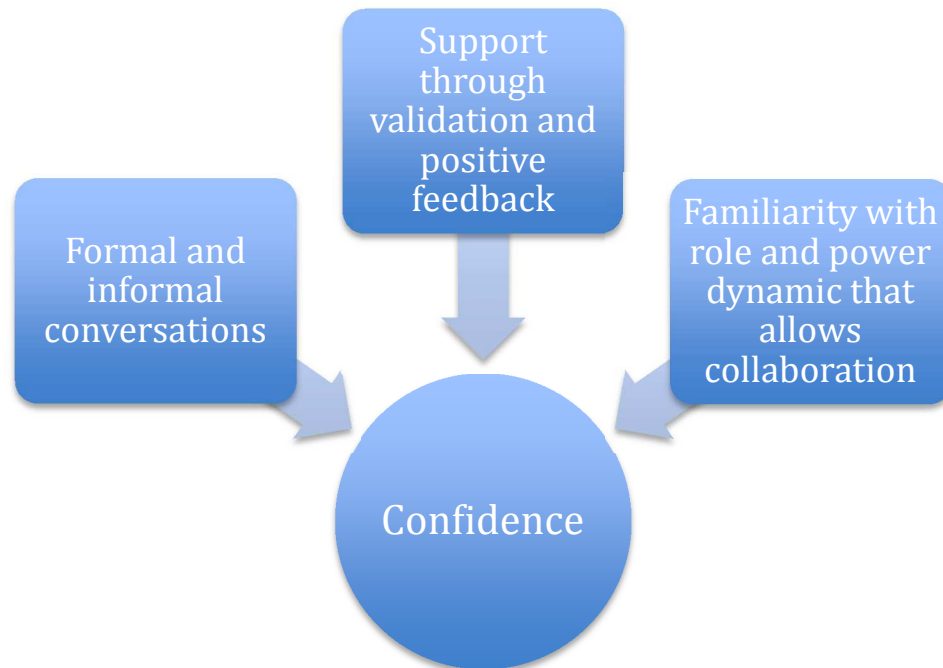 Formal and
informal
conversations
Support
through
validation and
positive
feedback
Familiarity with
role and power
dynamic that
allows
collaboration
Confidence